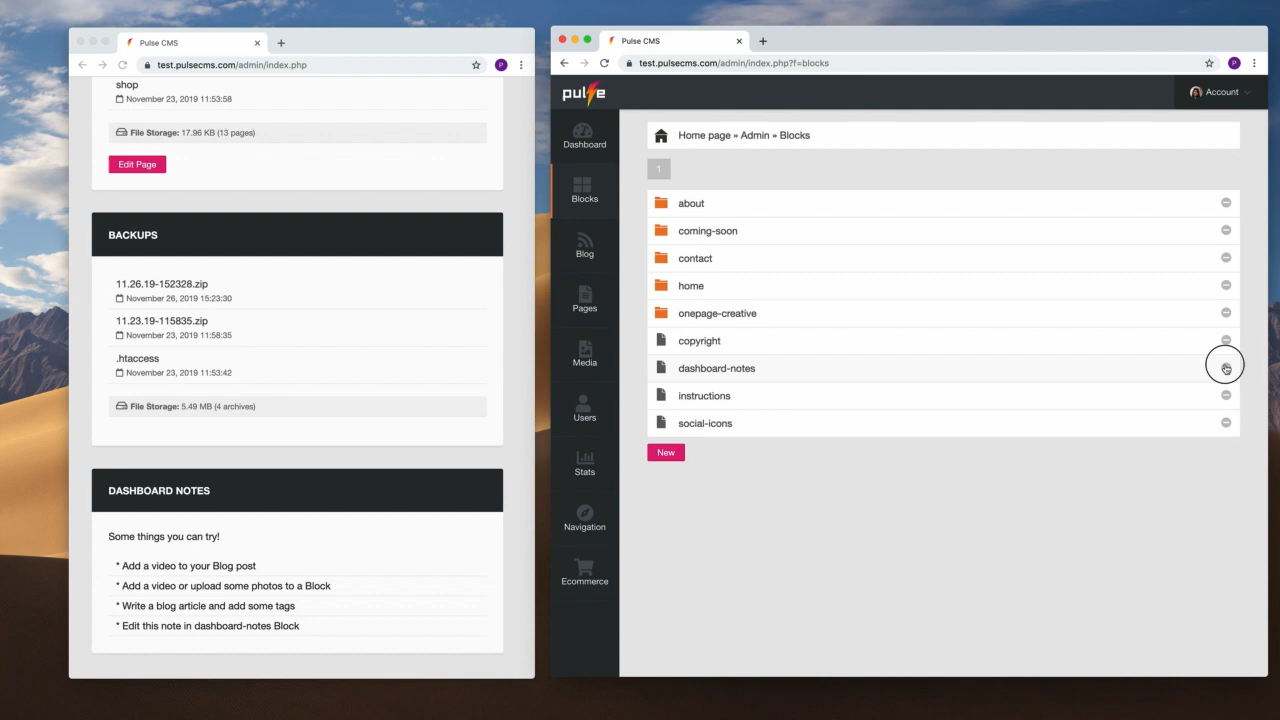 Pulse CMS
test.pulsecms.com/admin/index.php
P
shop
November 23, 2019 11:53:58
File Storage: 17.96 KB (13 pages)
Edit Page
BACKUPS
11.26.19-152328.zip
November 26, 2019 15:23:30
11.23.19-115835.zip
November 23, 2019 11:58:35
.htaccess
November 23, 2019 11:53:42
File Storage: 5.49 MB (4 archives)
DASHBOARD NOTES
Some things you can try!
* Add a video to your Blog post
* Add a video or upload some photos to a Block
* Write a blog article and add some tags
* Edit this note in dashboard-notes Block
Pulse CMS
test.pulsecms.com/admin/index.php?f=blocks
P
pulse
Account
Dashboard
Blocks
Blog
Pages
Media
Users
Stats
Navigation
Ecommerce
Home page » Admin » Blocks
1
about
coming-soon
contact
home
onepage-creative
copyright
dashboard-notes
instructions
social-icons
New